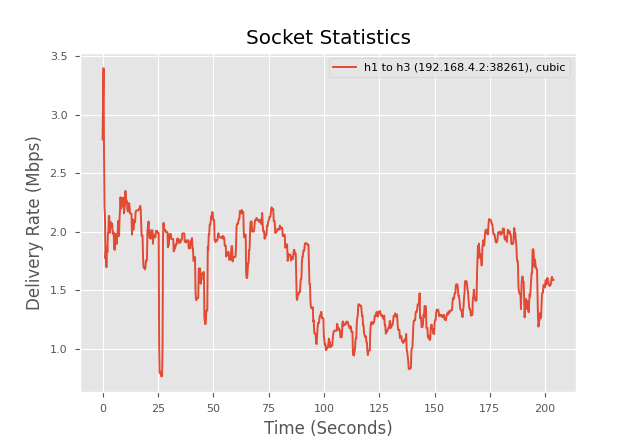 Socket Statistics
h1 to h3 (192.168.4.2:38261), cubic
Delivery Rate (Mbps)
3.5
3.0
2.5
2.0
1.5
1.0
0 25 50 75 100 125 150 175 200
Time (Seconds)